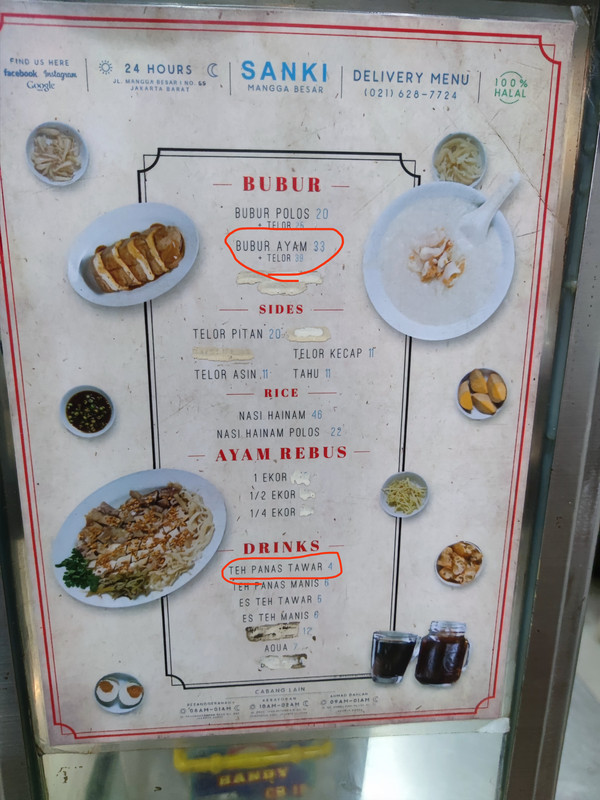 FIND US HERE
facebook Instagram
Google
24 HOURS
JL. MANGGA BESAR I NO.
JAKARTA BARAT
SANKI
MANGGA BESAR
DELIVERY MENU
(021) 628-7724
100%
HALAL
BUBUR
BUBUR POLOS 20
+ TELOR
BUBUR AYAM 33
+ TELOR 39
SIDES
TELOR PITAN 20
TELOR KECAP 11
TELOR ASIN 11 TAHU 11
RICE
NASI HAINAM 46
NASI HAINAM POLOS 22
AYAM REBUS
1 EKOR
1/2 EKOR
1/4 EKOR
DRINKS
TEH PANAS TAWAR 4
TEH PANAS MANIS 6
ES TEH TAWAR 5
ES TEH MANIS 6
AQUA 7
CABANG LAIN
BANDY